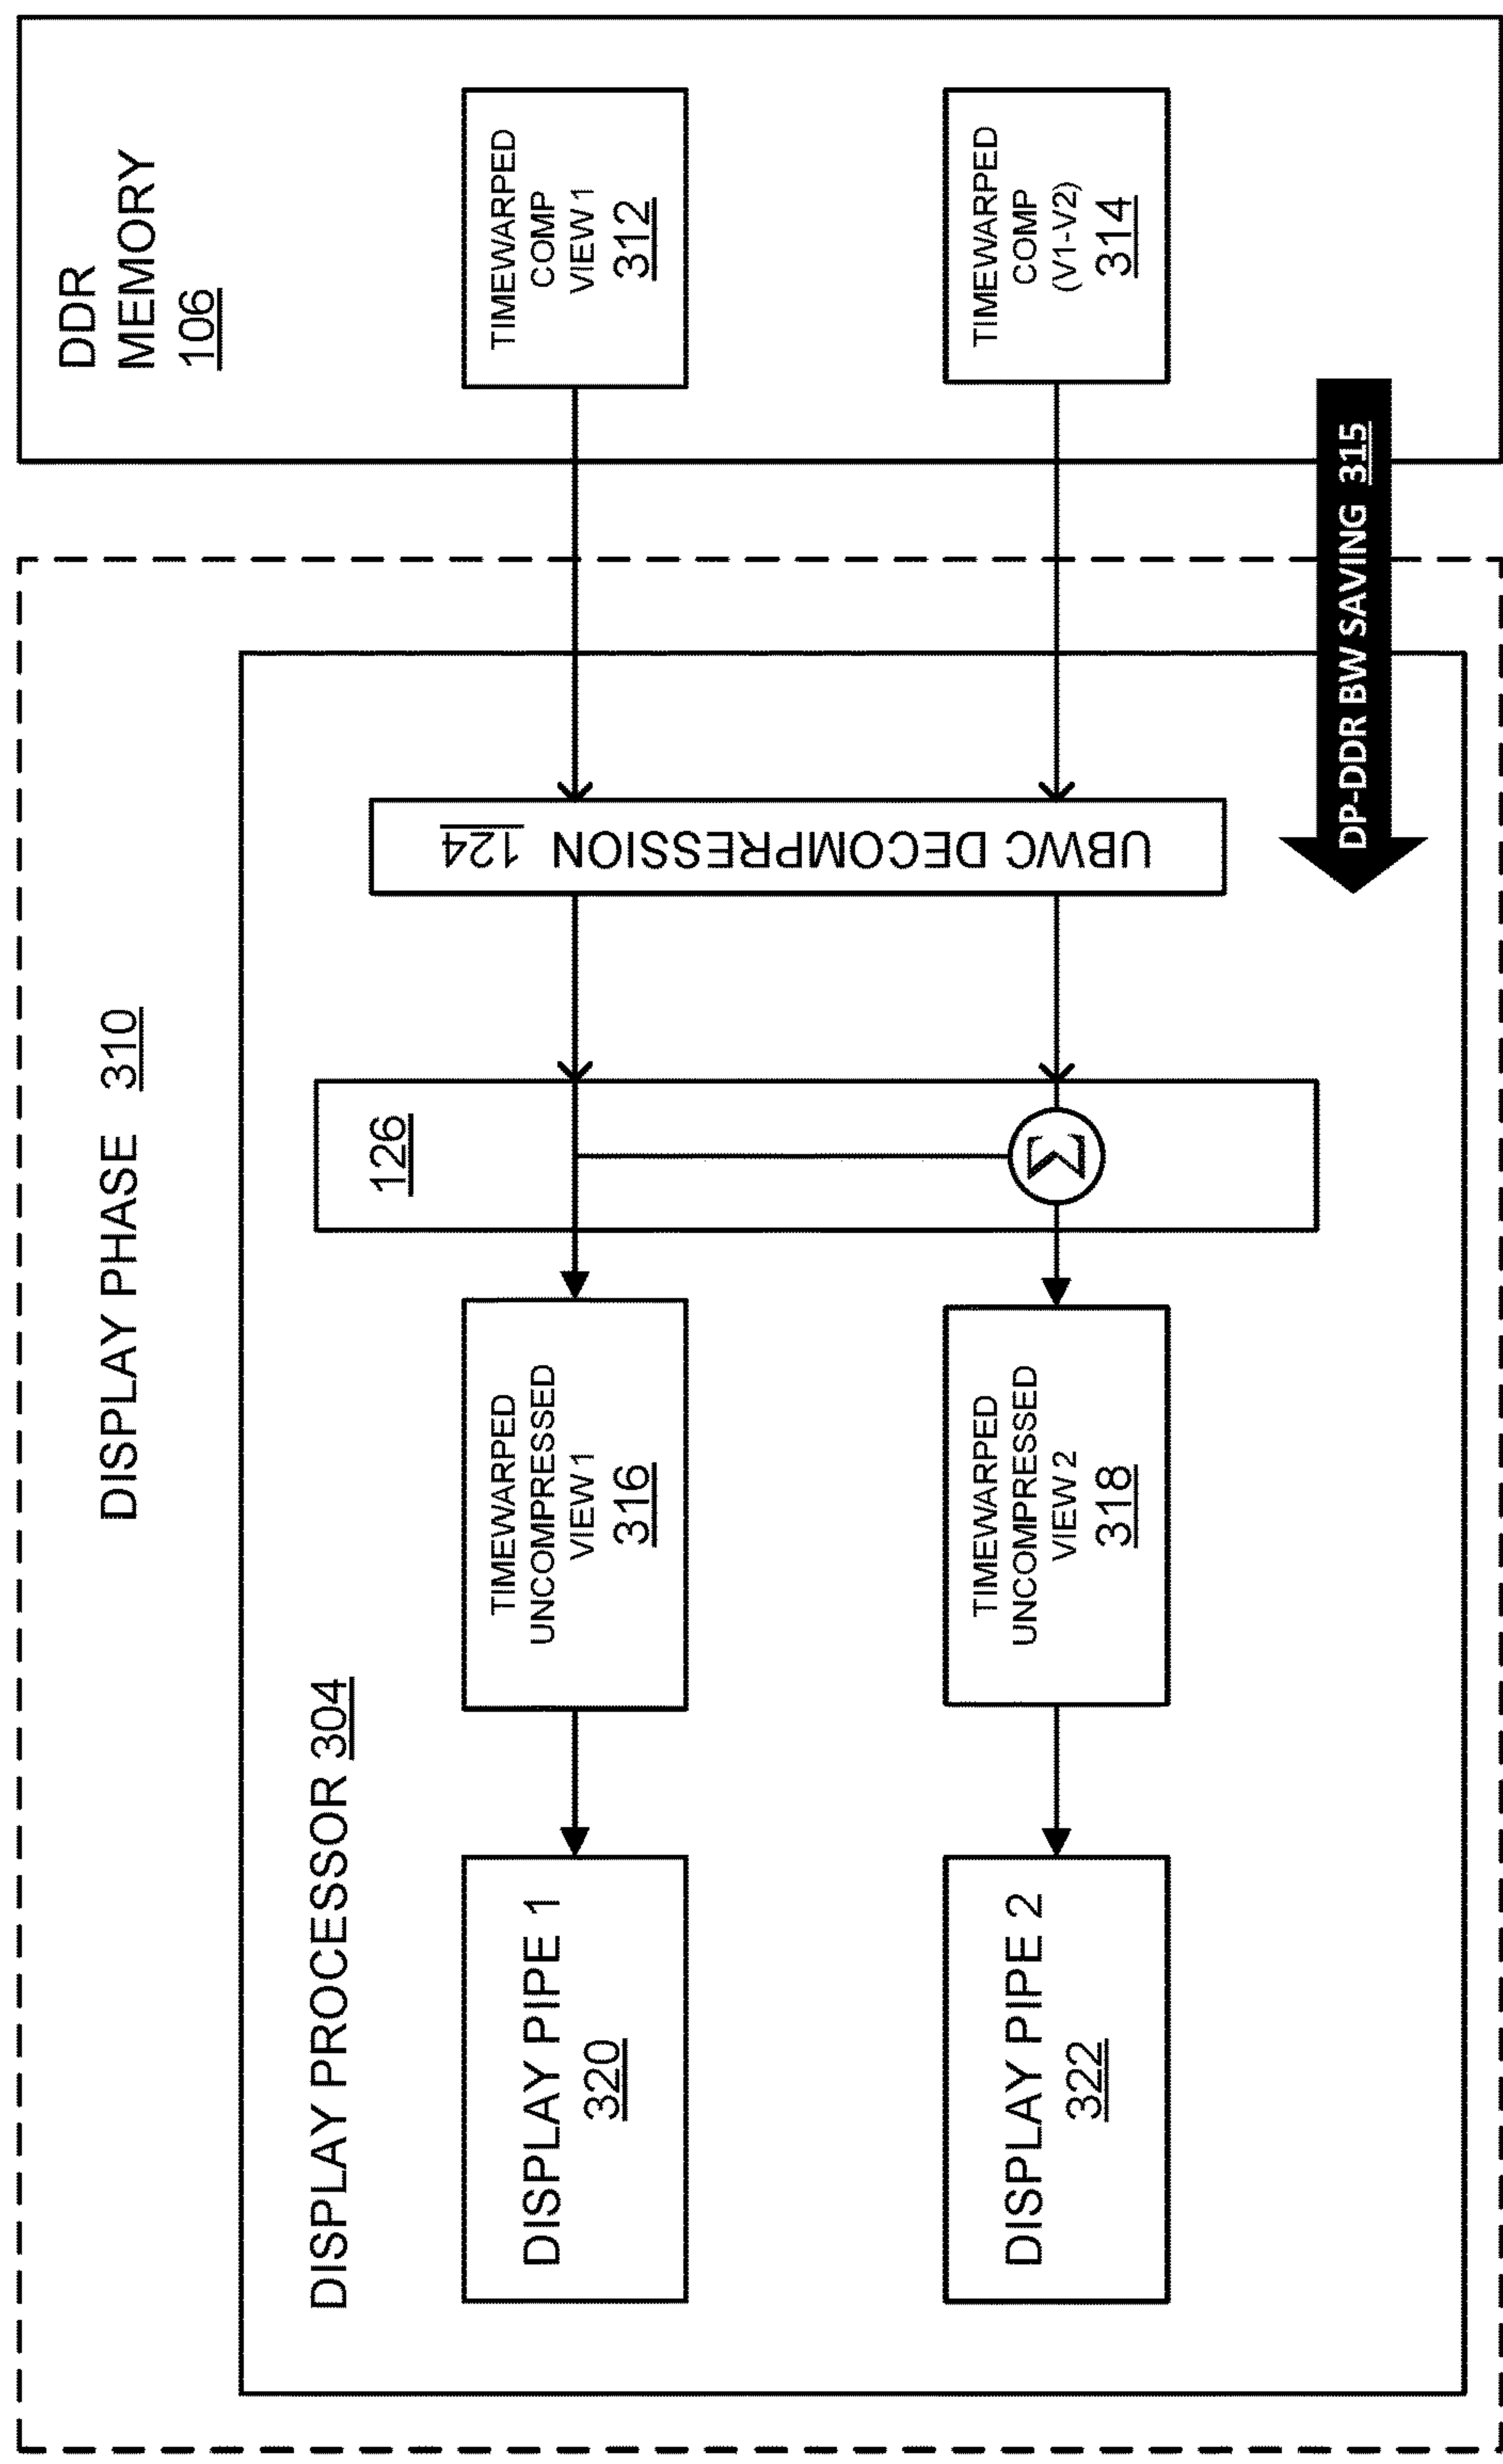 DISPLAY PHASE 310
DISPLAY PROCESSOR 304
DISPLAY PIPE 1
320
TIMEWARPED
UNCOMPRESSED
VIEW 1
316
126
UBWC DECOMPRESSION 124
DISPLAY PIPE 2
322
TIMEWARPED
UNCOMPRESSED
VIEW 2
318
Σ
DP-DDR BW SAVING 315
DDR
MEMORY
106
TIMEWARPED
COMP
VIEW 1
312
TIMEWARPED
COMP
(V1-V2)
314